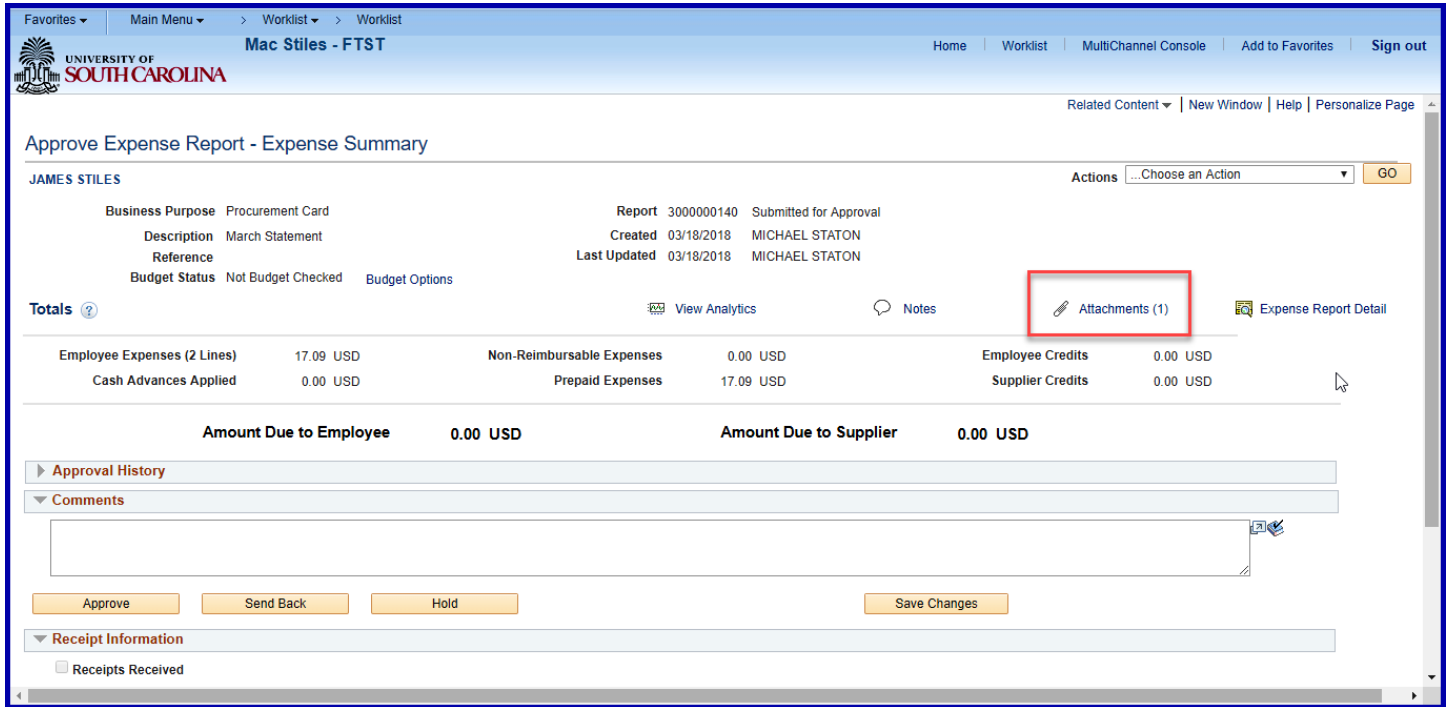 Favorites Main Menu > Worklist > Worklist
Mac Stiles - FTST
UNIVERSITY OF
SOUTH CAROLINA
Home Worklist MultiChannel Console Add to Favorites Sign out
Related Content | New Window | Help | Personalize Page
Approve Expense Report - Expense Summary
JAMES STILES
Actions ...Choose an Action GO
Business Purpose Procurement Card Report 3000000140 Submitted for Approval
Description March Statement Created 03/18/2018 MICHAEL STATON
Reference Last Updated 03/18/2018 MICHAEL STATON
Budget Status Not Budget Checked Budget Options
Totals ? View Analytics Notes Attachments (1) Expense Report Detail
Employee Expenses (2 Lines) 17.09 USD Non-Reimbursable Expenses 0.00 USD Employee Credits 0.00 USD
Cash Advances Applied 0.00 USD Prepaid Expenses 17.09 USD Supplier Credits 0.00 USD
Amount Due to Employee 0.00 USD Amount Due to Supplier 0.00 USD
Approval History
Comments
Approve Send Back Hold Save Changes
Receipt Information
Receipts Received